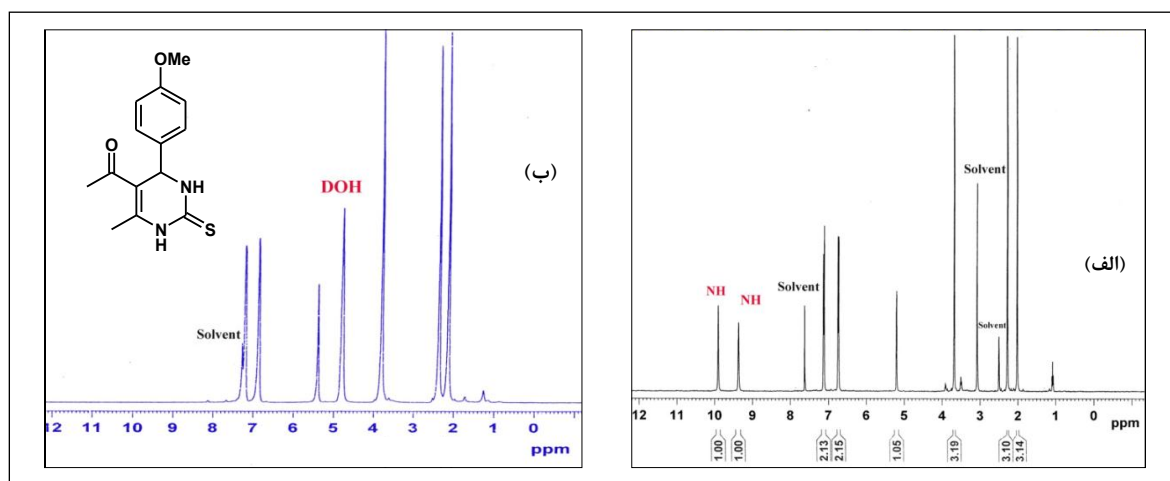 OMe
O
NH
N
H
S
(ب)
DOH
Solvent
12 11 10 9 8 7 6 5 4 3 2 1 0
ppm
(الف)
Solvent
NH
NH
Solvent
Solvent
12 11 10 9 8 7 6 5 4 3 2 1 0
ppm
1.00
1.00
2.13
2.15
1.05
3.19
3.10
3.14